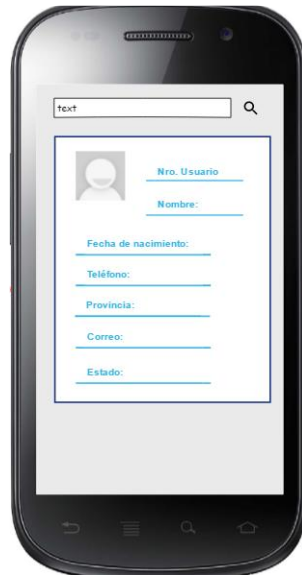 text
Nro. Usuario
Nombre:
Fecha de nacimiento:
Teléfono:
Provincia:
Correo:
Estado: